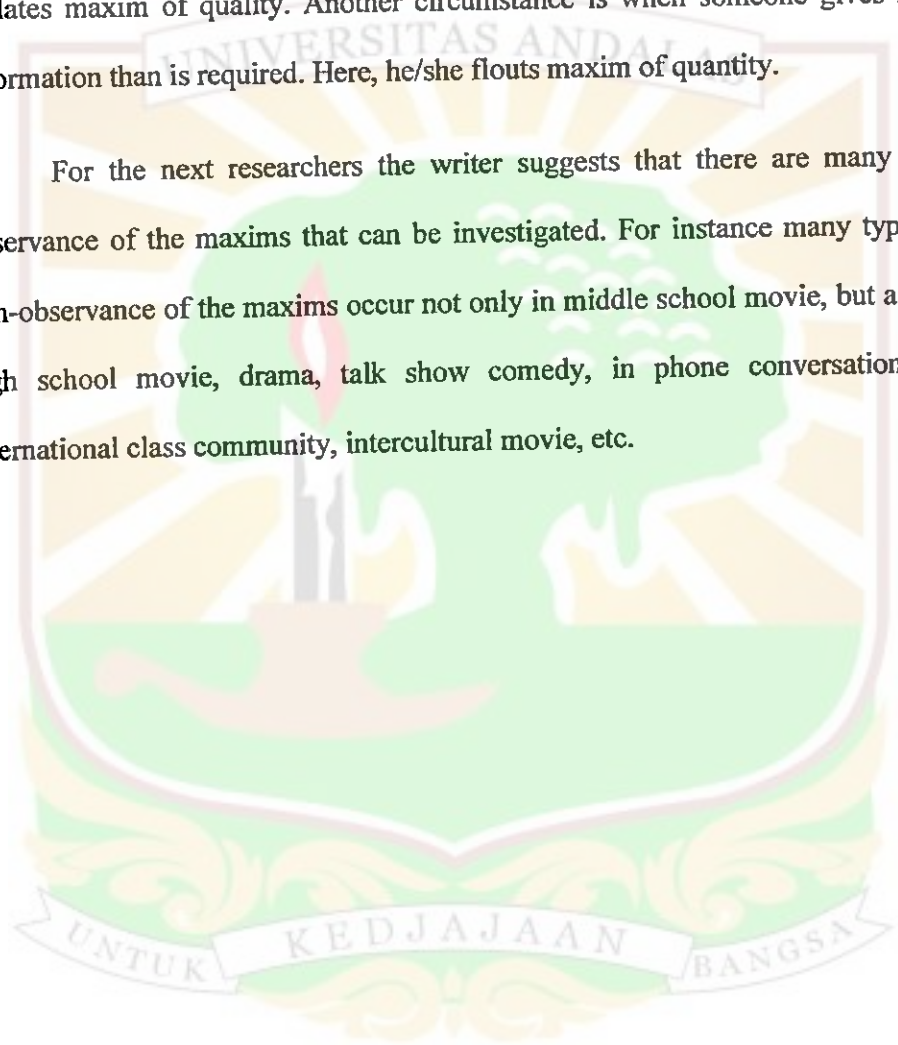 lates maxim of quality. Another circumstance is when someone gives
UNIVERSITAS ANDALAS
ormation than is required. Here, he/she flouts maxim of quantity.
For the next researchers the writer suggests that there are many
servance of the maxims that can be investigated. For instance many typ
n-observance of the maxims occur not only in middle school movie, but a
h school movie, drama, talk show comedy, in phone conversation
ernational class community, intercultural movie, etc.
UNTUK KEDJAJAAN BANGSA